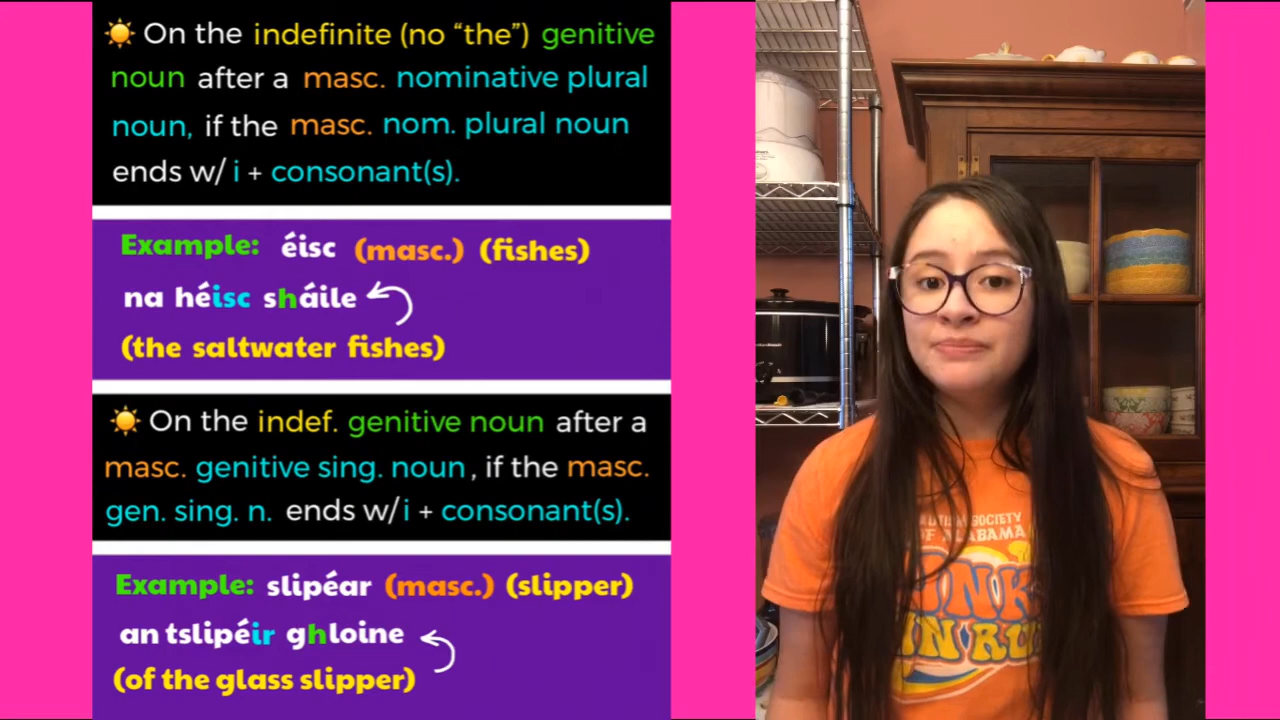 On the indefinite (no “the”) genitive
noun after a masc. nominative plural
noun, if the masc. nom. plural noun
ends w/ i + consonant(s).
Example: éisc (masc.) (fishes)
na héisc sháile
(the saltwater fishes)
On the indef. genitive noun after a
masc. genitive sing. noun, if the masc.
gen. sing. n. ends w/ i + consonant(s).
Example: slipéar (masc.) (slipper)
an tslipéir ghloine
(of the glass slipper)
SOCIETY
OF ALABAMA